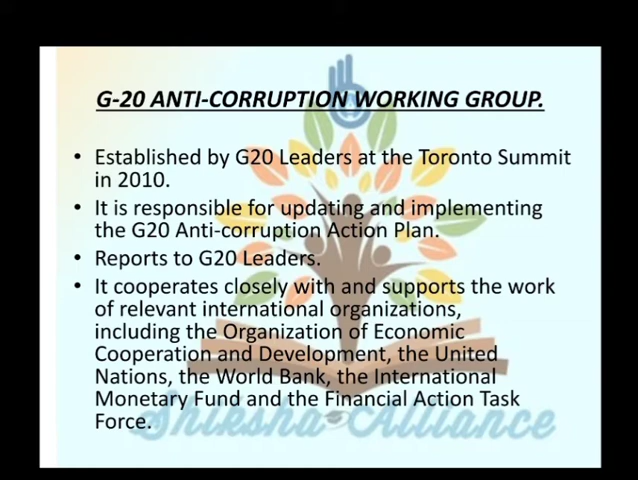 G-20 ANTI-CORRUPTION WORKING GROUP.
• Established by G20 Leaders at the Toronto Summit
in 2010.
• It is responsible for updating and implementing
the G20 Anti-corruption Action Plan.
• Reports to G20 Leaders.
• It cooperates closely with and supports the work
of relevant international organizations,
including the Organization of Economic
Cooperation and Development, the United
Nations, the World Bank, the International
Monetary Fund and the Financial Action Task
Force.
Shiksha Alliance